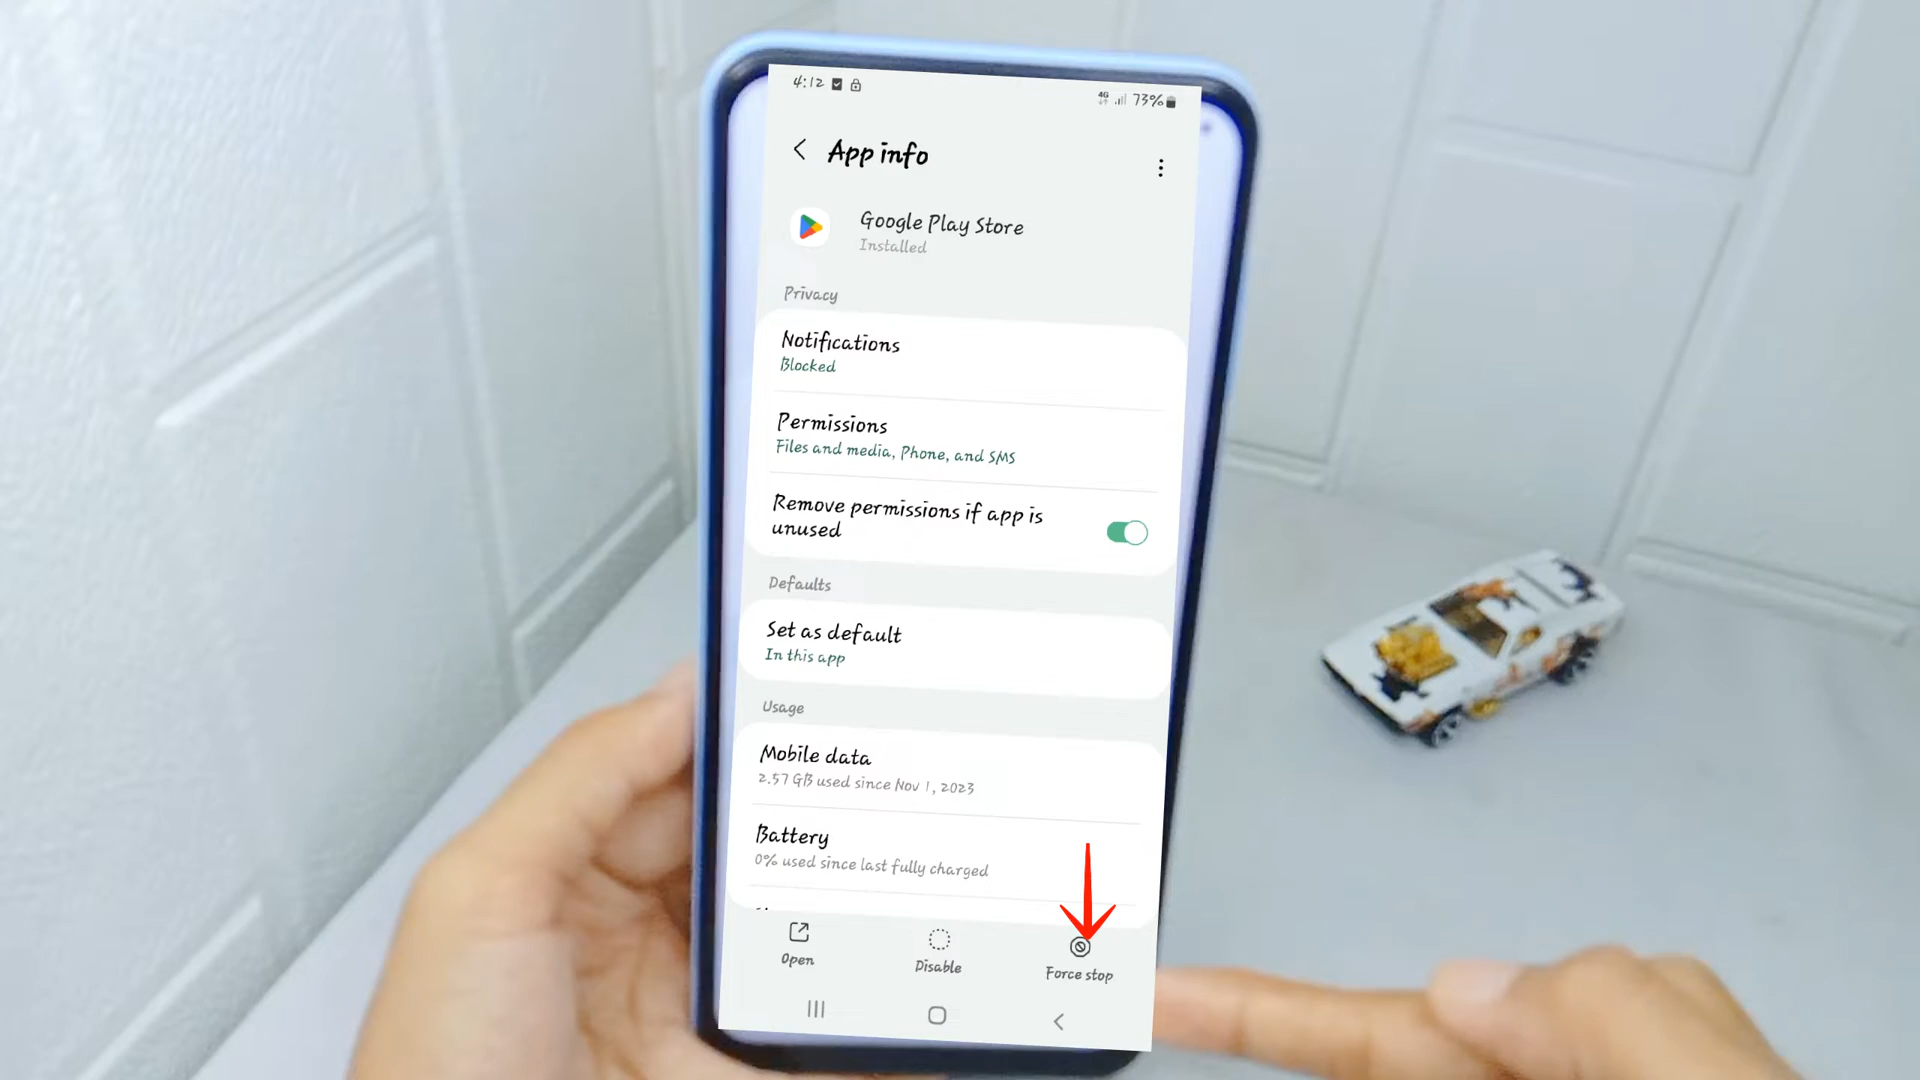 4:12
4G 73%
App info
Google Play Store
Installed
Privacy
Notifications
Blocked
Permissions
Files and media, Phone, and SMS
Remove permissions if app is
unused
Defaults
Set as default
In this app
Usage
Mobile data
2.57 GB used since Nov 1, 2023
Battery
0% used since last fully charged
Open
Disable
Force stop